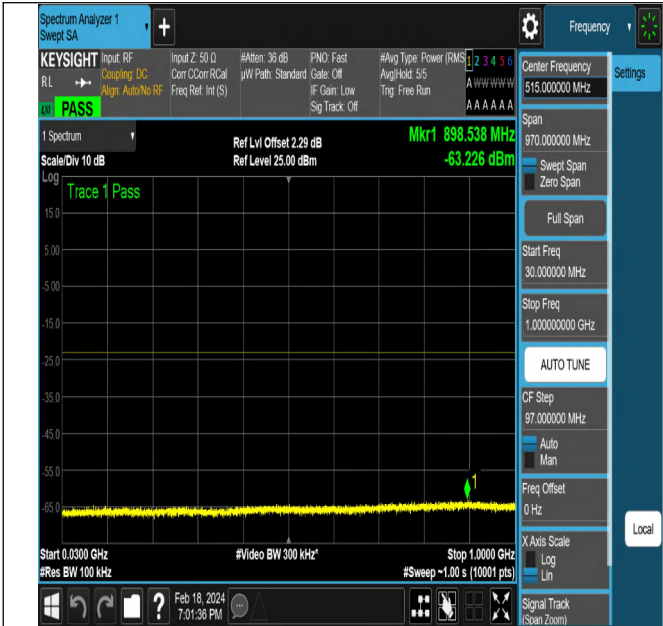 Spectrum Analyzer 1
Swept SA
+
Frequency
KEYSIGHT
RL
PASS
Input: RF
Coupling: DC
Align: Auto/No RF
Input Z: 50 Ω
Corr CCorr RCal
Freq Ref: Int (S)
#Atten: 36 dB
µW Path: Standard
PNO: Fast
Gate: Off
IF Gain: Low
Sig Track: Off
#Avg Type: Power (RMS
Avg|Hold: 5/5
Trig: Free Run
1 2 3 4 5 6
A W W W W W
A A A A A A
Center Frequency
515.000000 MHz
Settings
1 Spectrum
Scale/Div 10 dB
Ref Lvl Offset 2.29 dB
Ref Level 25.00 dBm
Mkr1 898.538 MHz
-63.226 dBm
Span
970.000000 MHz
Swept Span
Zero Span
Full Span
Start Freq
30.000000 MHz
Stop Freq
1.000000000 GHz
AUTO TUNE
CF Step
97.000000 MHz
Auto
Man
Freq Offset
0 Hz
X Axis Scale
Log
Lin
Signal Track
(Span Zoom)
Local
Log
Trace 1 Pass
15.0
5.00
-5.00
-15.0
-25.0
-35.0
-45.0
-55.0
-65.0
1
Start 0.0300 GHz
#Res BW 100 kHz
#Video BW 300 kHz*
Stop 1.0000 GHz
#Sweep ~1.00 s (10001 pts)
?
Feb 18, 2024
7:01:36 PM